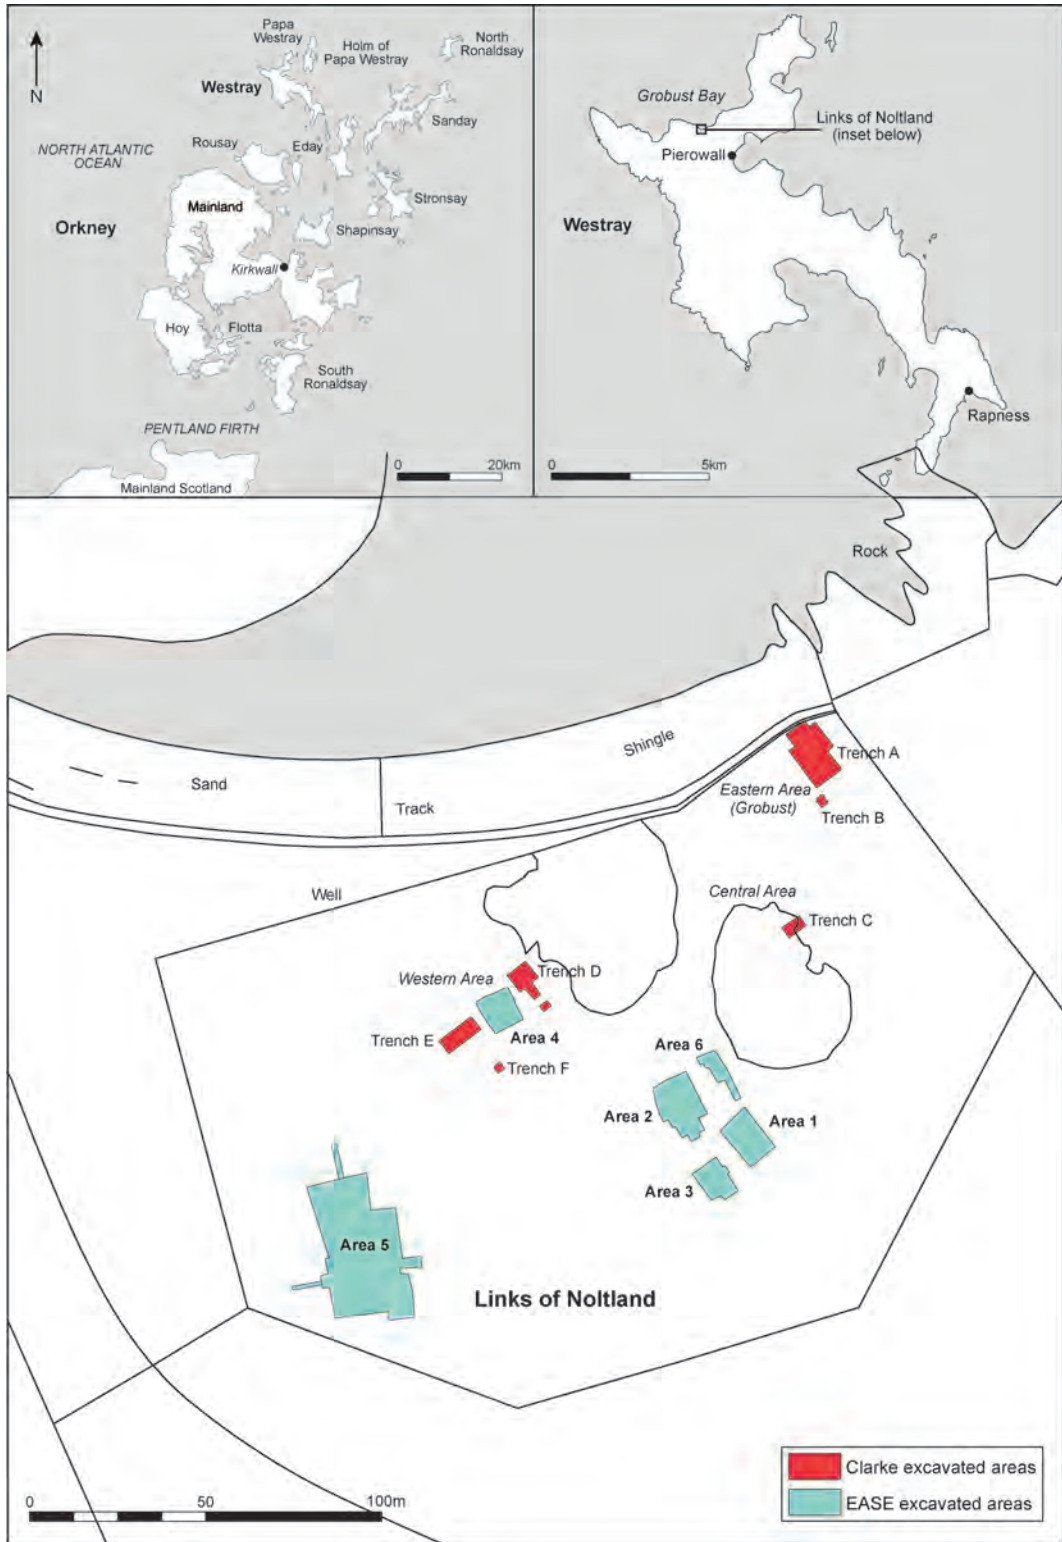 Papa
Westray
Holm of
Papa Westray
North
Ronaldsay
N
Westray
Sanday
NORTH ATLANTIC
OCEAN
Rousay
Eday
Stronsay
Mainland
Orkney
Shapinsay
Kirkwall
Hoy
Flotta
South
Ronaldsay
PENTLAND FIRTH
Mainland Scotland
0 20km
Grobust Bay
Links of Noltland
(inset below)
Pierowall
Westray
Rapness
0 5km
Rock
Shingle
Sand
Track
Trench A
Eastern Area
(Grobust)
Trench B
Well
Central Area
Trench C
Western Area
Trench D
Trench E
Area 4
Trench F
Area 6
Area 2
Area 1
Area 3
Area 5
Links of Noltland
0 50 100m
Clarke excavated areas
EASE excavated areas